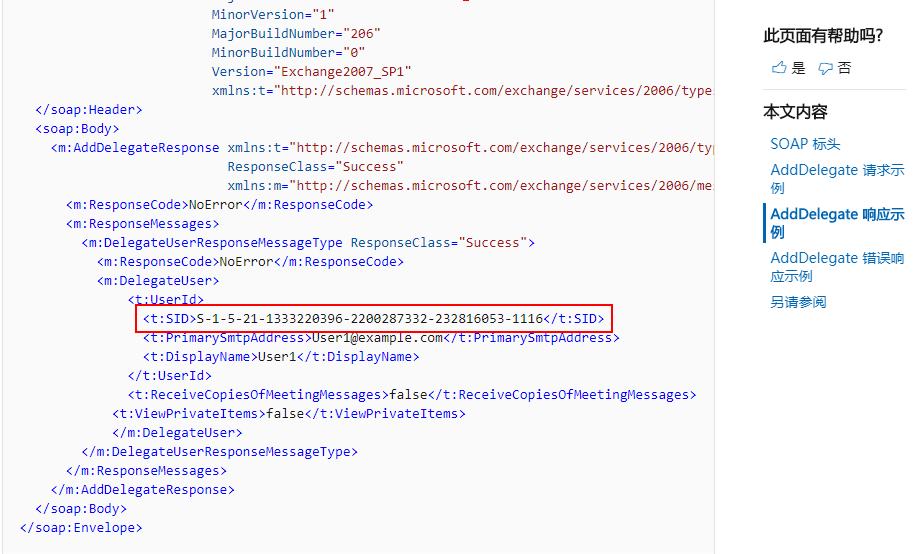 MinorVersion="1"
MajorBuildNumber="206"
MinorBuildNumber="0"
Version="Exchange2007_SP1"
xmlns:t="http://schemas.microsoft.com/exchange/services/2006/type
</soap:Header>
<soap:Body>
<m:AddDelegateResponse xmlns:t="http://schemas.microsoft.com/exchange/services/2006/ty
ResponseClass="Success"
xmlns:m="http://schemas.microsoft.com/exchange/services/2006/me
<m:ResponseCode>NoError</m:ResponseCode>
<m:ResponseMessages>
<m:DelegateUserResponseMessageType ResponseClass="Success">
<m:ResponseCode>NoError</m:ResponseCode>
<m:DelegateUser>
<t:UserId>
<t:SID>S-1-5-21-1333220396-2200287332-232816053-1116</t:SID>
<t:PrimarySmtpAddress>User1@example.com</t:PrimarySmtpAddress>
<t:DisplayName>User1</t:DisplayName>
</t:UserId>
<t:ReceiveCopiesOfMeetingMessages>false</t:ReceiveCopiesOfMeetingMessages>
<t:ViewPrivateItems>false</t:ViewPrivateItems>
</m:DelegateUser>
</m:DelegateUserResponseMessageType>
</m:ResponseMessages>
</m:AddDelegateResponse>
</soap:Body>
</soap:Envelope>
此页面有帮助吗?
是 否
本文内容
SOAP 标头
AddDelegate 请求示
例
AddDelegate 响应示
例
AddDelegate 错误响
应示例
另请参阅